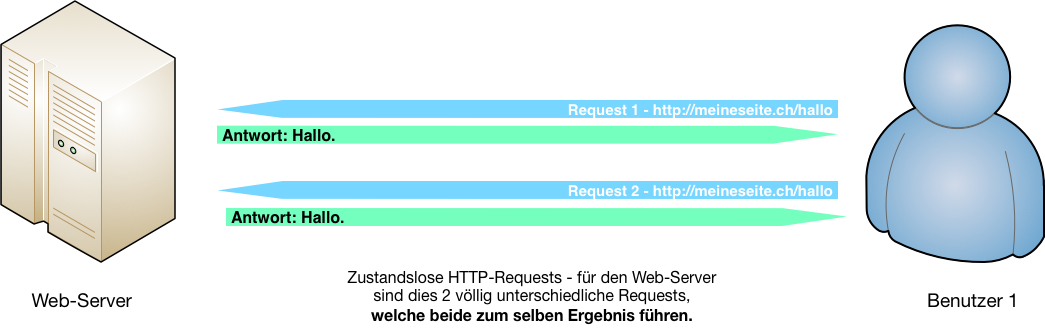 Request 1 - http://meineseite.ch/hallo
Antwort: Hallo.
Request 2 - http://meineseite.ch/hallo
Antwort: Hallo.
Zustandslose HTTP-Requests - für den Web-Server
sind dies 2 völlig unterschiedliche Requests,
welche beide zum selben Ergebnis führen.
Web-Server
Benutzer 1